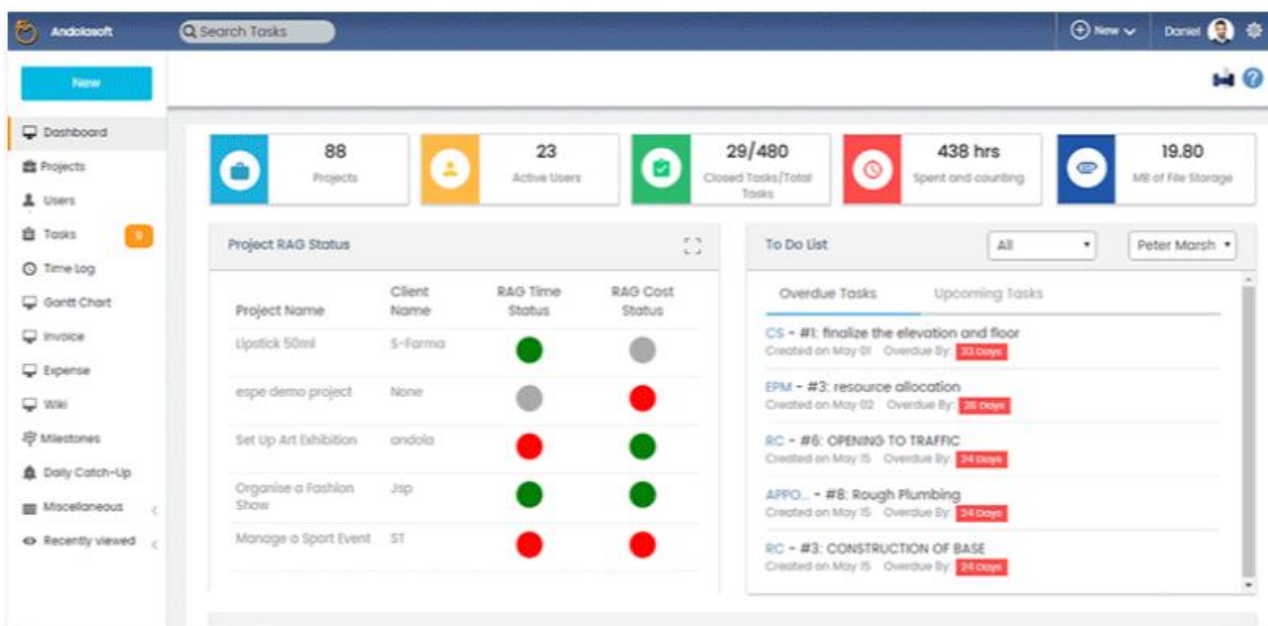 Andolasoft
Search Tasks
New
Daniel
New
Dashboard
Projects
Users
Tasks
9
Time Log
Gantt Chart
Invoice
Expense
Wiki
Milestones
Daily Catch-Up
Miscellaneous
Recently viewed
88
Projects
23
Active Users
29/480
Closed Tasks/Total
Tasks
438 hrs
Spent and counting
19.80
MB of File Storage
Project RAG Status
Project Name
Client
Name
RAG Time
Status
RAG Cost
Status
Lipstick 50ml
S-Farma
espe demo project
None
Set Up Art Exhibition
andola
Organise a Fashion
Show
Jsp
Manage a Sport Event
ST
To Do List
All
Peter Marsh
Overdue Tasks
Upcoming Tasks
CS - #1: finalize the elevation and floor
Created on May 01 Overdue By: 33 Days
EPM - #3: resource allocation
Created on May 02 Overdue By: 26 Days
RC - #6: OPENING TO TRAFFIC
Created on May 15 Overdue By: 24 Days
APPO... - #8: Rough Plumbing
Created on May 15 Overdue By: 24 Days
RC - #3: CONSTRUCTION OF BASE
Created on May 15 Overdue By: 24 Days